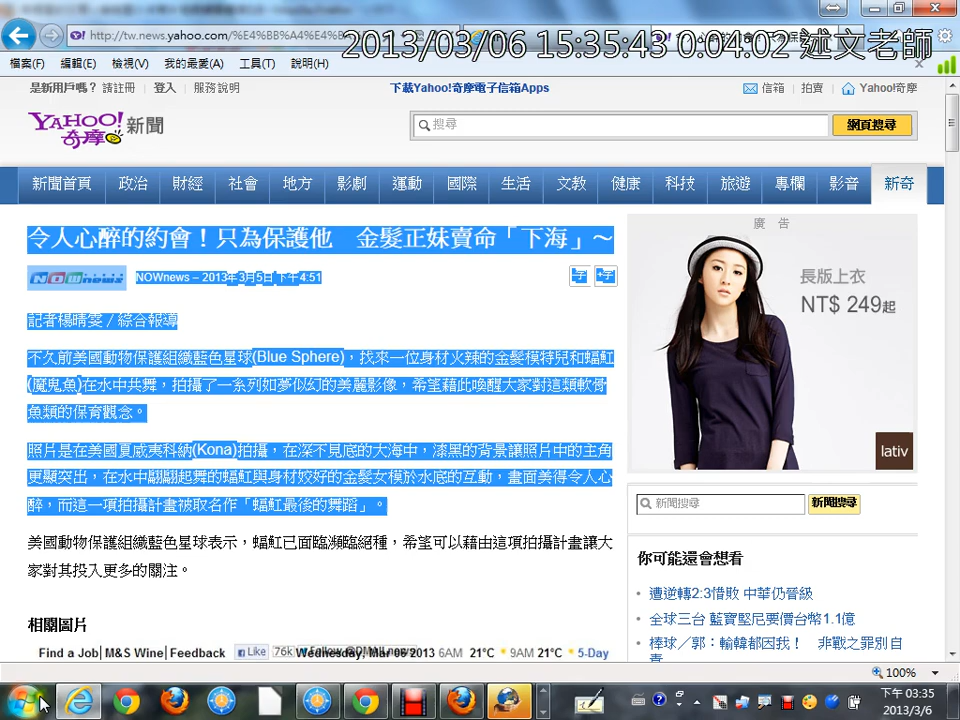 http://tw.news.yahoo.com/%E4%BB%A4%E4%B
2013/03/06 15:35:43 0:04:02 述文老師
檔案(F) 編輯(E) 檢視(V) 我的最愛(A) 工具(T) 說明(H)
是新用戶嗎？ 請註冊 登入 服務說明 下載Yahoo!奇摩電子信箱Apps 信箱 拍賣 Yahoo!奇摩
YAHOO! 奇摩 新聞 搜尋 網頁搜尋
新聞首頁 政治 財經 社會 地方 影劇 運動 國際 生活 文教 健康 科技 旅遊 專欄 影音 新奇
令人心醉的約會！只為保護他　金髮正妹賣命「下海」～
NOWnews NOWnews – 2013年3月5日 下午4:51 -字 +字
記者楊晴雯／綜合報導
不久前美國動物保護組織藍色星球(Blue Sphere)，找來一位身材火辣的金髮模特兒和蝠魟
(魔鬼魚)在水中共舞，拍攝了一系列如夢似幻的美麗影像，希望藉此喚醒大家對這類軟骨
魚類的保育觀念。
照片是在美國夏威夷科納(Kona)拍攝，在深不見底的大海中，漆黑的背景讓照片中的主角
更顯突出，在水中翩翩起舞的蝠魟與身材姣好的金髮女模於水底的互動，畫面美得令人心
醉，而這一項拍攝計畫被取名作「蝠魟最後的舞蹈」。
美國動物保護組織藍色星球表示，蝠魟已面臨瀕臨絕種，希望可以藉由這項拍攝計畫讓大
家對其投入更多的關注。
相關圖片
廣 告
長版上衣
NT$ 249起
lativ
新聞搜尋 新聞搜尋
你可能還會想看
• 遭逆轉2:3惜敗 中華仍晉級
• 全球三台 藍寶堅尼要價台幣1.1億
• 棒球／郭：輸韓都因我！　非戰之罪別自
責
Find a Job| M&S Wine| Feedback Like 76k Wednesday, Mar 06 2013 6AM 21°C • 9AM 21°C • 5-Day
100%
下午 03:35
2013/3/6